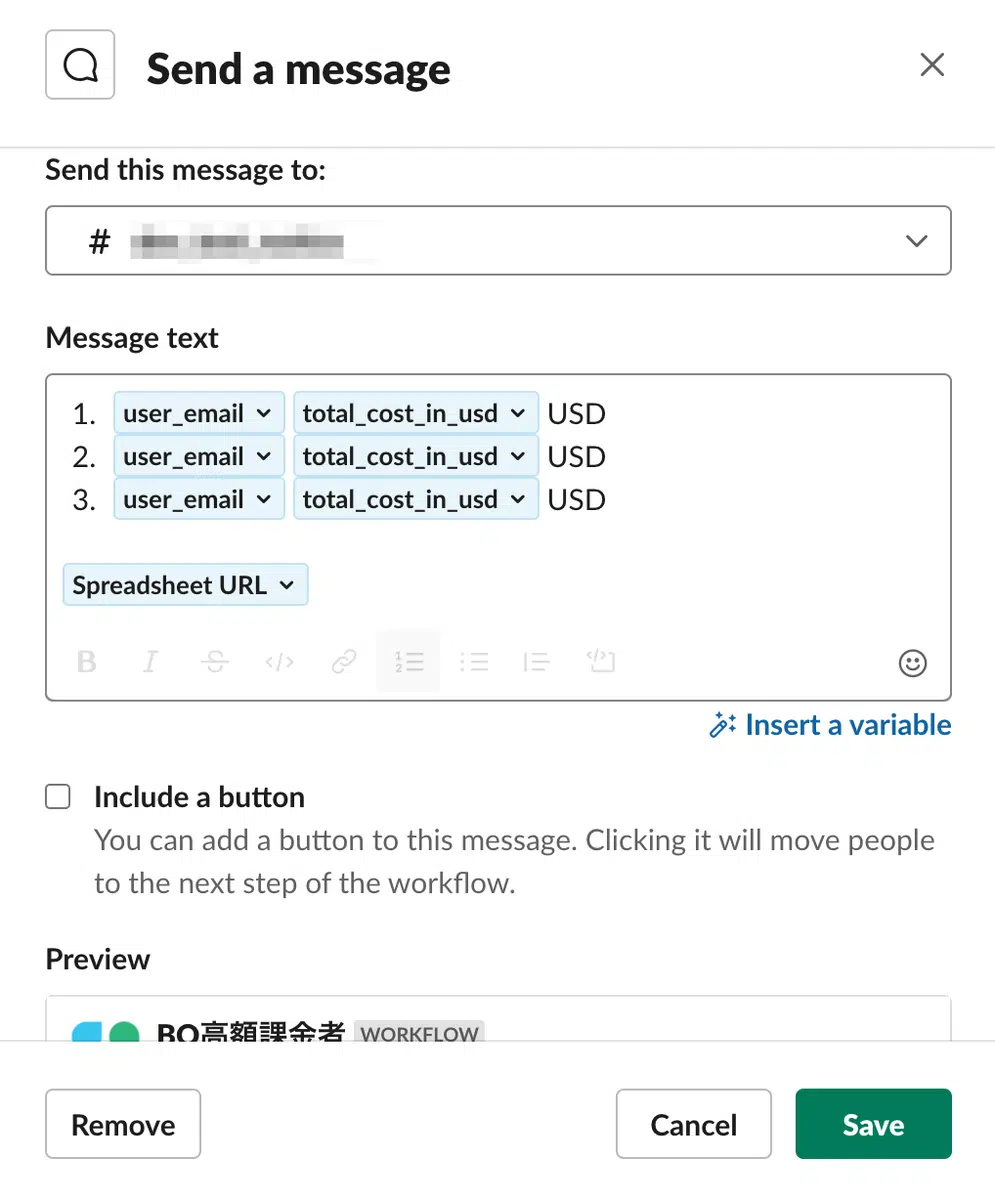 Send a message
Send this message to:
#
Message text
1. user_email total_cost_in_usd USD
2. user_email total_cost_in_usd USD
3. user_email total_cost_in_usd USD
Spreadsheet URL
B I S </>
Insert a variable
Include a button
You can add a button to this message. Clicking it will move people
to the next step of the workflow.
Preview
BQ高額課金者 WORKFLOW
Remove Cancel Save